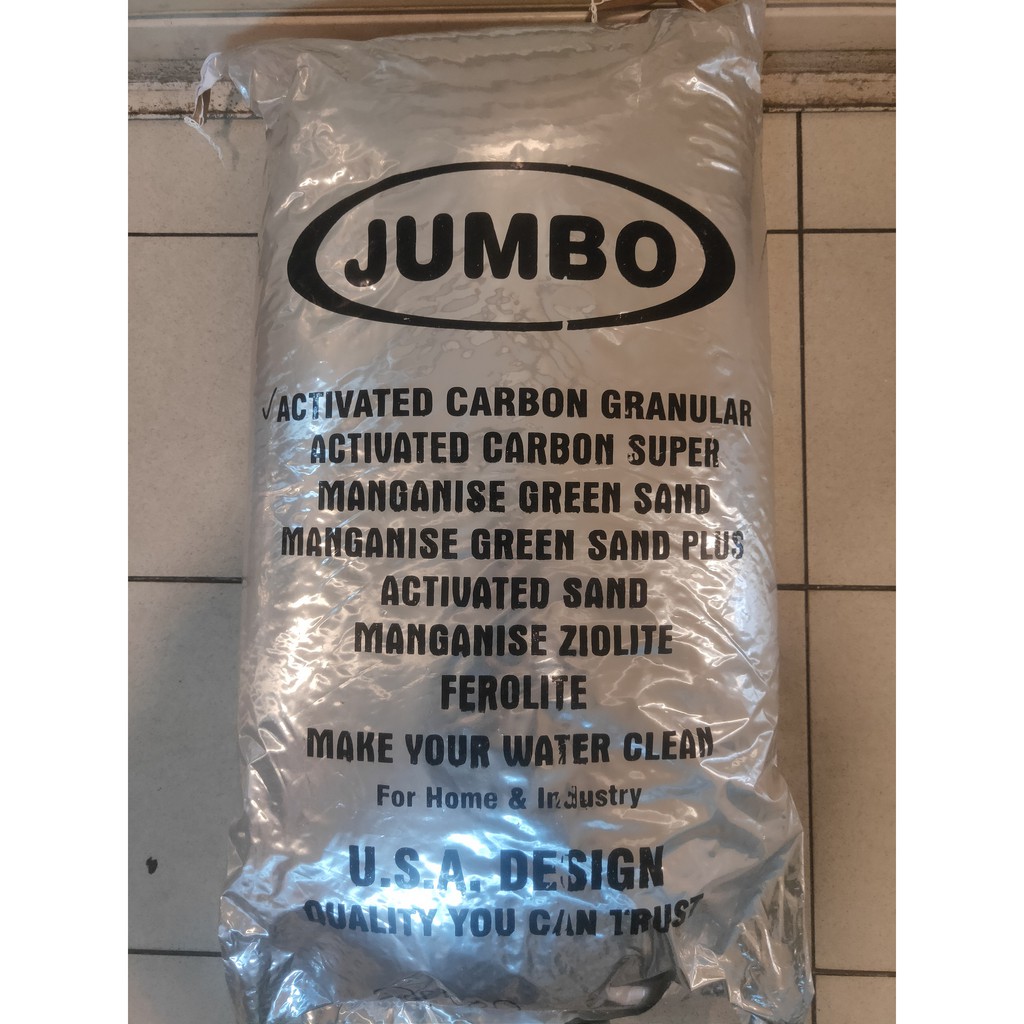 JUMBO
✓ACTIVATED CARBON GRANULAR
ACTIVATED CARBON SUPER
MANGANISE GREEN SAND
MANGANISE GREEN SAND PLUS
ACTIVATED SAND
MANGANISE ZIOLITE
FEROLITE
MAKE YOUR WATER CLEAN
For Home & Industry
U.S.A. DESIGN
QUALITY YOU CAN TRUST